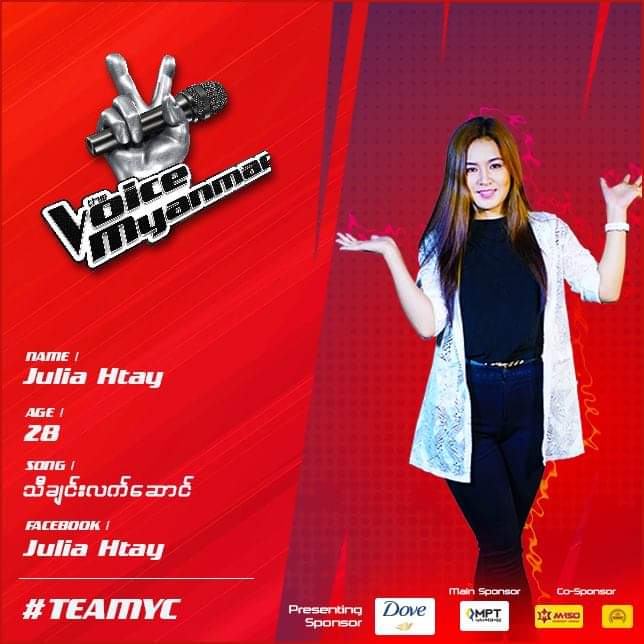 The
Voice
Myanmar
NAME |
Julia Htay
AGE |
28
SONG |
သီချင်းလက်ဆောင်
FACEBOOK |
Julia Htay
#TEAMYC
Presenting
Sponsor
Dove
Main Sponsor
MPT
Co-Sponsor